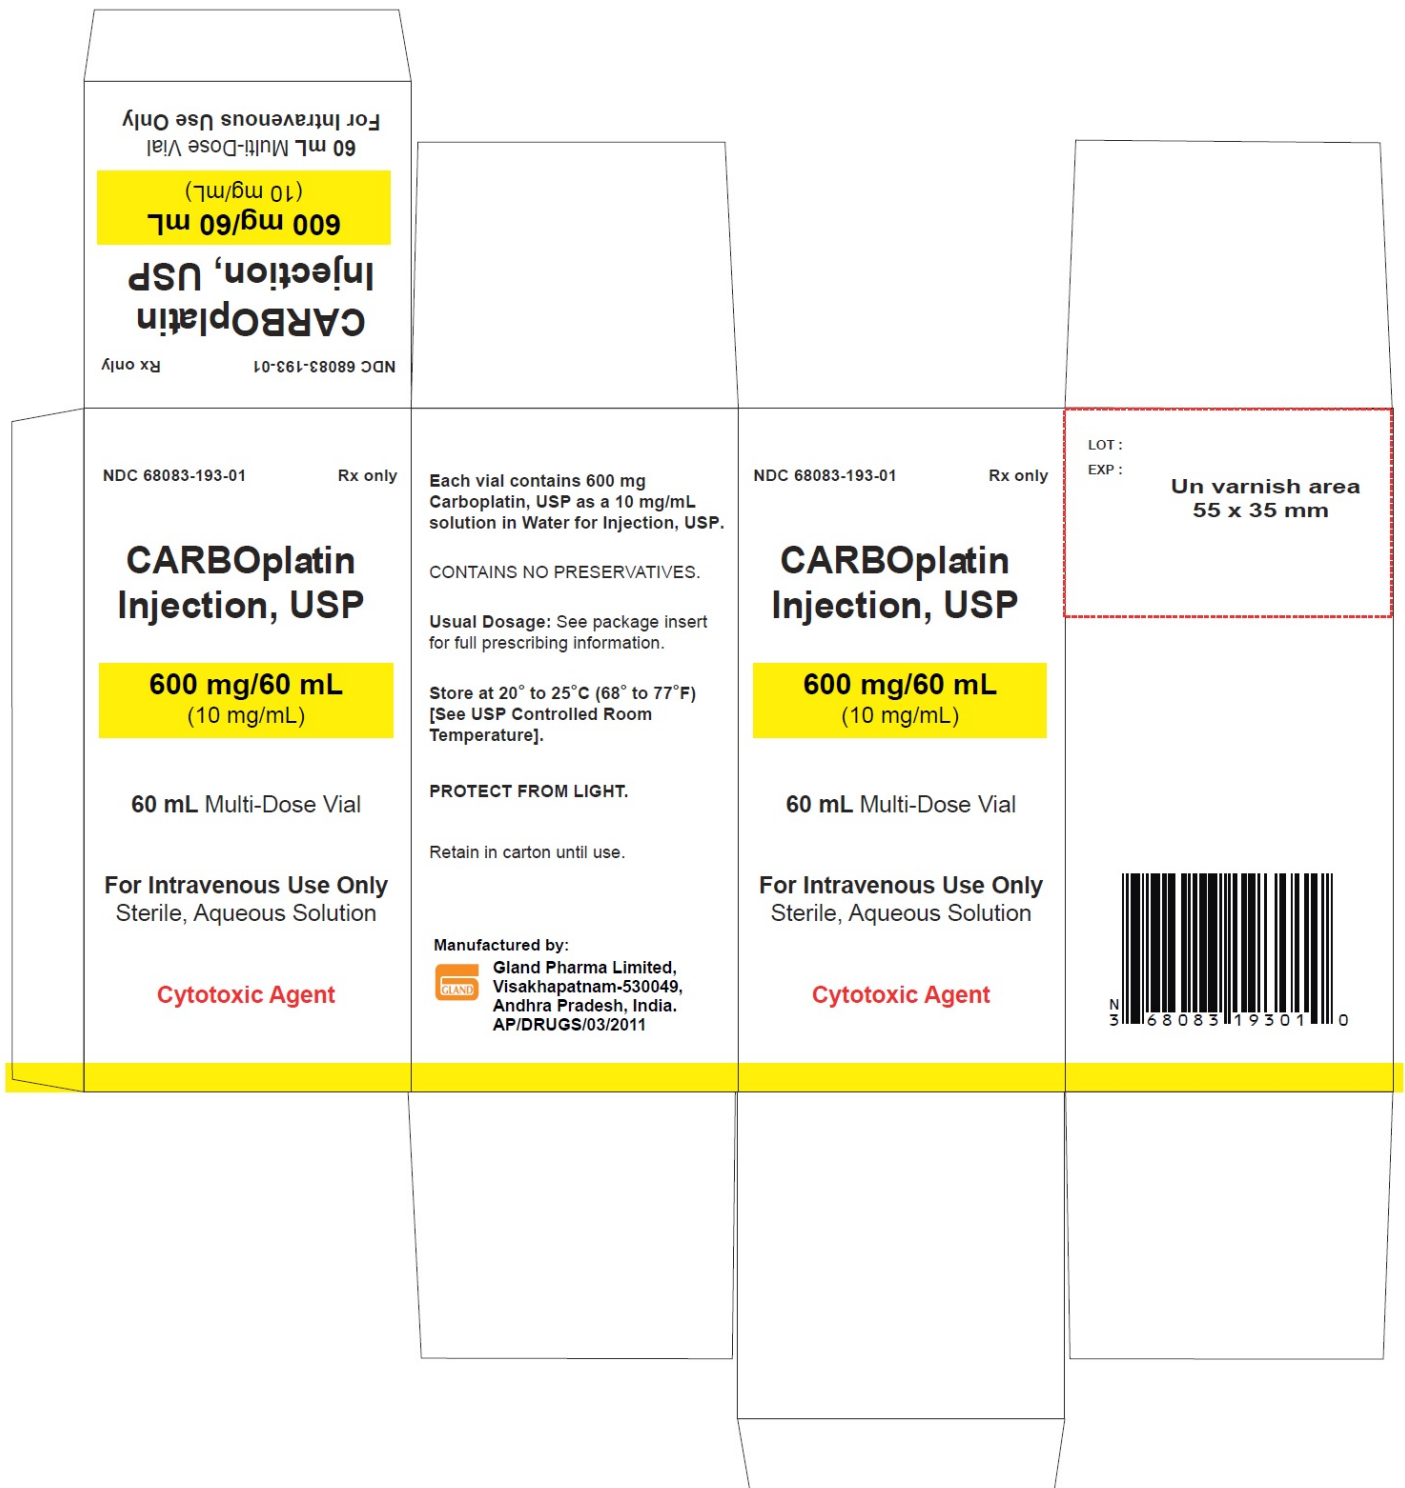 For Intravenous Use Only
60 mL Multi-Dose Vial
(10 mg/mL)
600 mg/60 mL
Injection, USP
CARBOplatin
NDC 68083-193-01 Rx only
NDC 68083-193-01 Rx only
CARBOplatin
Injection, USP
600 mg/60 mL
(10 mg/mL)
60 mL Multi-Dose Vial
For Intravenous Use Only
Sterile, Aqueous Solution
Cytotoxic Agent
Each vial contains 600 mg
Carboplatin, USP as a 10 mg/mL
solution in Water for Injection, USP.
CONTAINS NO PRESERVATIVES.
Usual Dosage: See package insert
for full prescribing information.
Store at 20° to 25°C (68° to 77°F)
[See USP Controlled Room
Temperature].
PROTECT FROM LIGHT.
Retain in carton until use.
Manufactured by:
GLAND
Gland Pharma Limited,
Visakhapatnam-530049,
Andhra Pradesh, India.
AP/DRUGS/03/2011
NDC 68083-193-01 Rx only
CARBOplatin
Injection, USP
600 mg/60 mL
(10 mg/mL)
60 mL Multi-Dose Vial
For Intravenous Use Only
Sterile, Aqueous Solution
Cytotoxic Agent
LOT :
EXP :
Un varnish area
55 x 35 mm
N
3 68083 19301 0